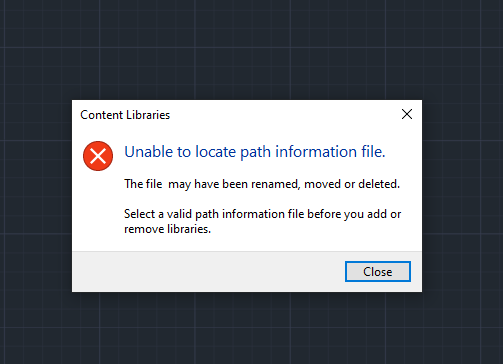 Content Libraries
Unable to locate path information file.
The file  may have been renamed, moved or deleted.
Select a valid path information file before you add or
remove libraries.
Close